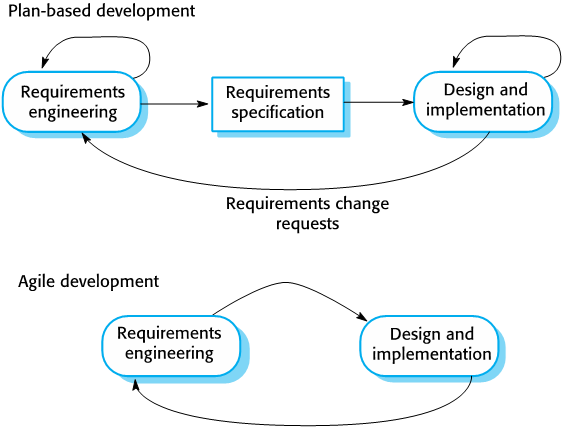 Plan-based development
Requirements
engineering
Requirements
specification
Design and
implementation
Requirements change
requests
Agile development
Requirements
engineering
Design and
implementation